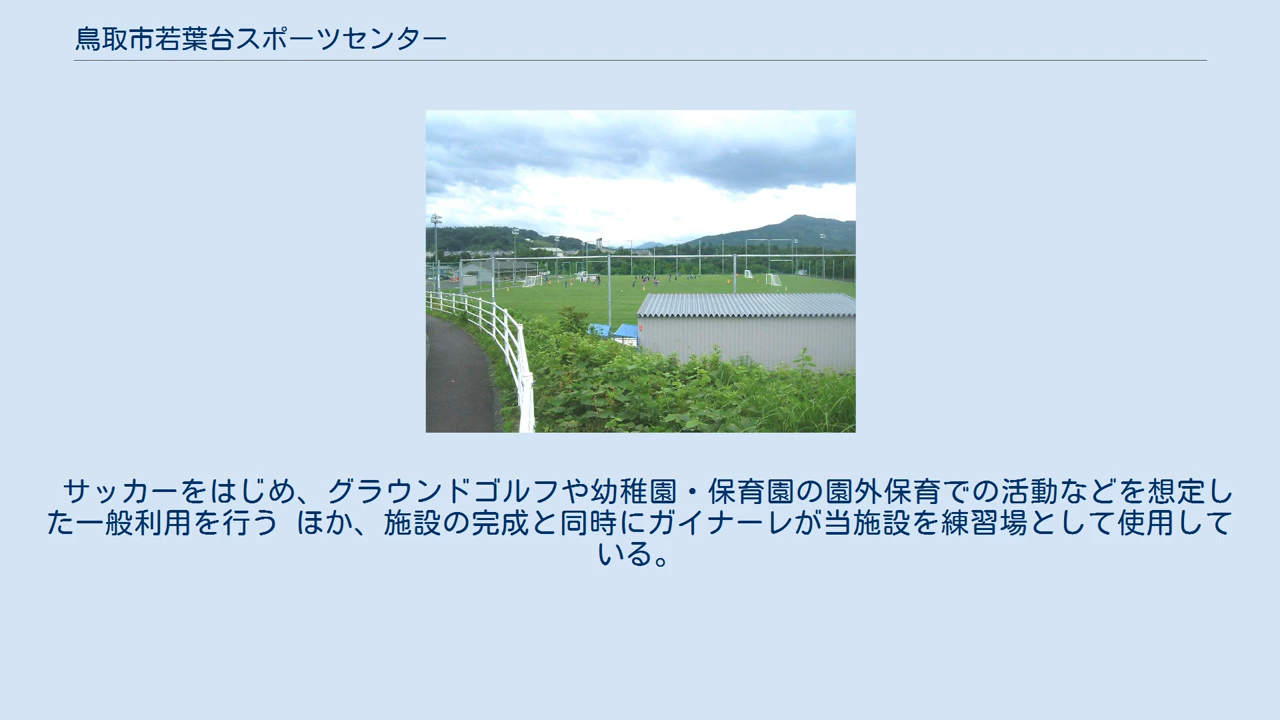 鳥取市若葉台スポーツセンター
サッカーをはじめ、グラウンドゴルフや幼稚園・保育園の園外保育での活動などを想定し
た一般利用を行う ほか、施設の完成と同時にガイナーレが当施設を練習場として使用して
いる。